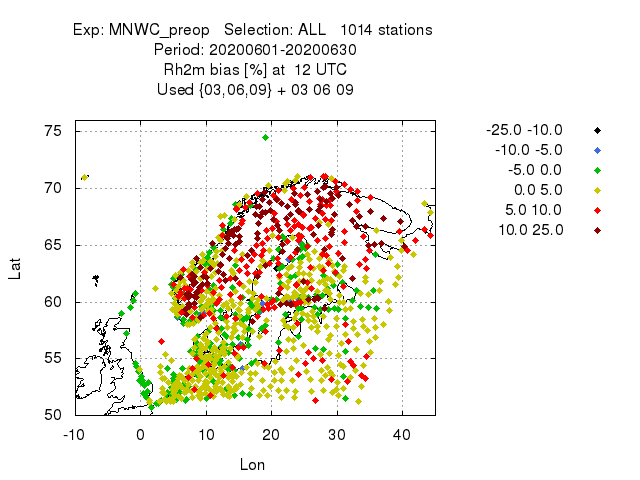 Exp: MNWC_preop   Selection: ALL   1014 stations
Period: 20200601-20200630
Rh2m bias [%] at  12 UTC
Used {03,06,09} + 03 06 09
-25.0 -10.0
-10.0 -5.0
-5.0 0.0
0.0 5.0
5.0 10.0
10.0 25.0
75
70
65
60
55
50
Lat
-10 0 10 20 30 40
Lon